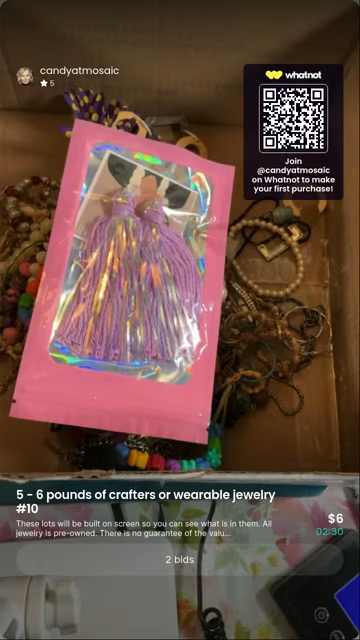 candyatmosaic
★ 5
whatnot
Join
@candyatmosaic
on Whatnot to make
your first purchase!
5 - 6 pounds of crafters or wearable jewelry
#10
$6
These lots will be built on screen so you can see what is in them. All
jewelry is pre-owned. There is no guarantee of the valu...
02:30
2 bids